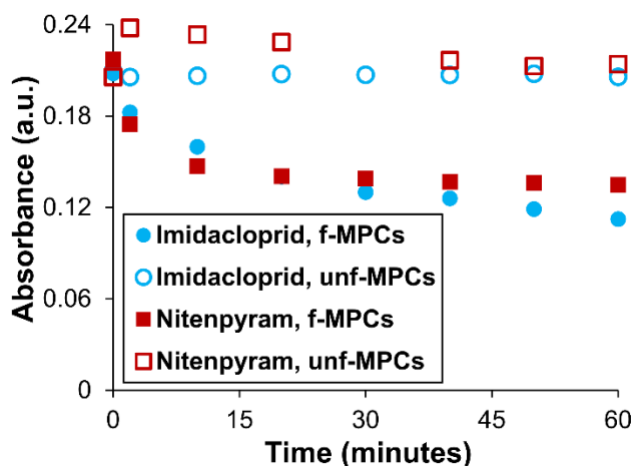 0.24
0.18
0.12
0.06
0
Absorbance (a.u.)
Imidacloprid, f-MPCs
Imidacloprid, unf-MPCs
Nitenpyram, f-MPCs
Nitenpyram, unf-MPCs
0 15 30 45 60
Time (minutes)